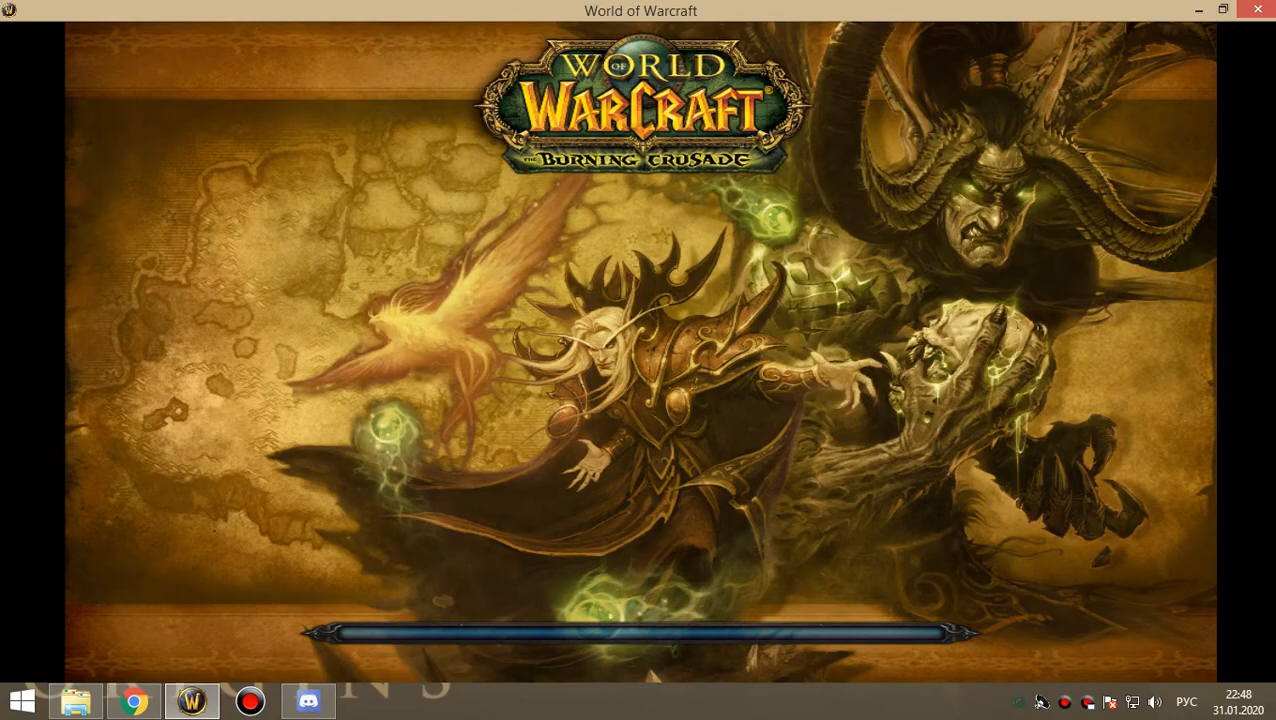 World of Warcraft
WORLD
OF
WARCRAFT®
THE BURNING CRUSADE
РУС
22:48
31.01.2020